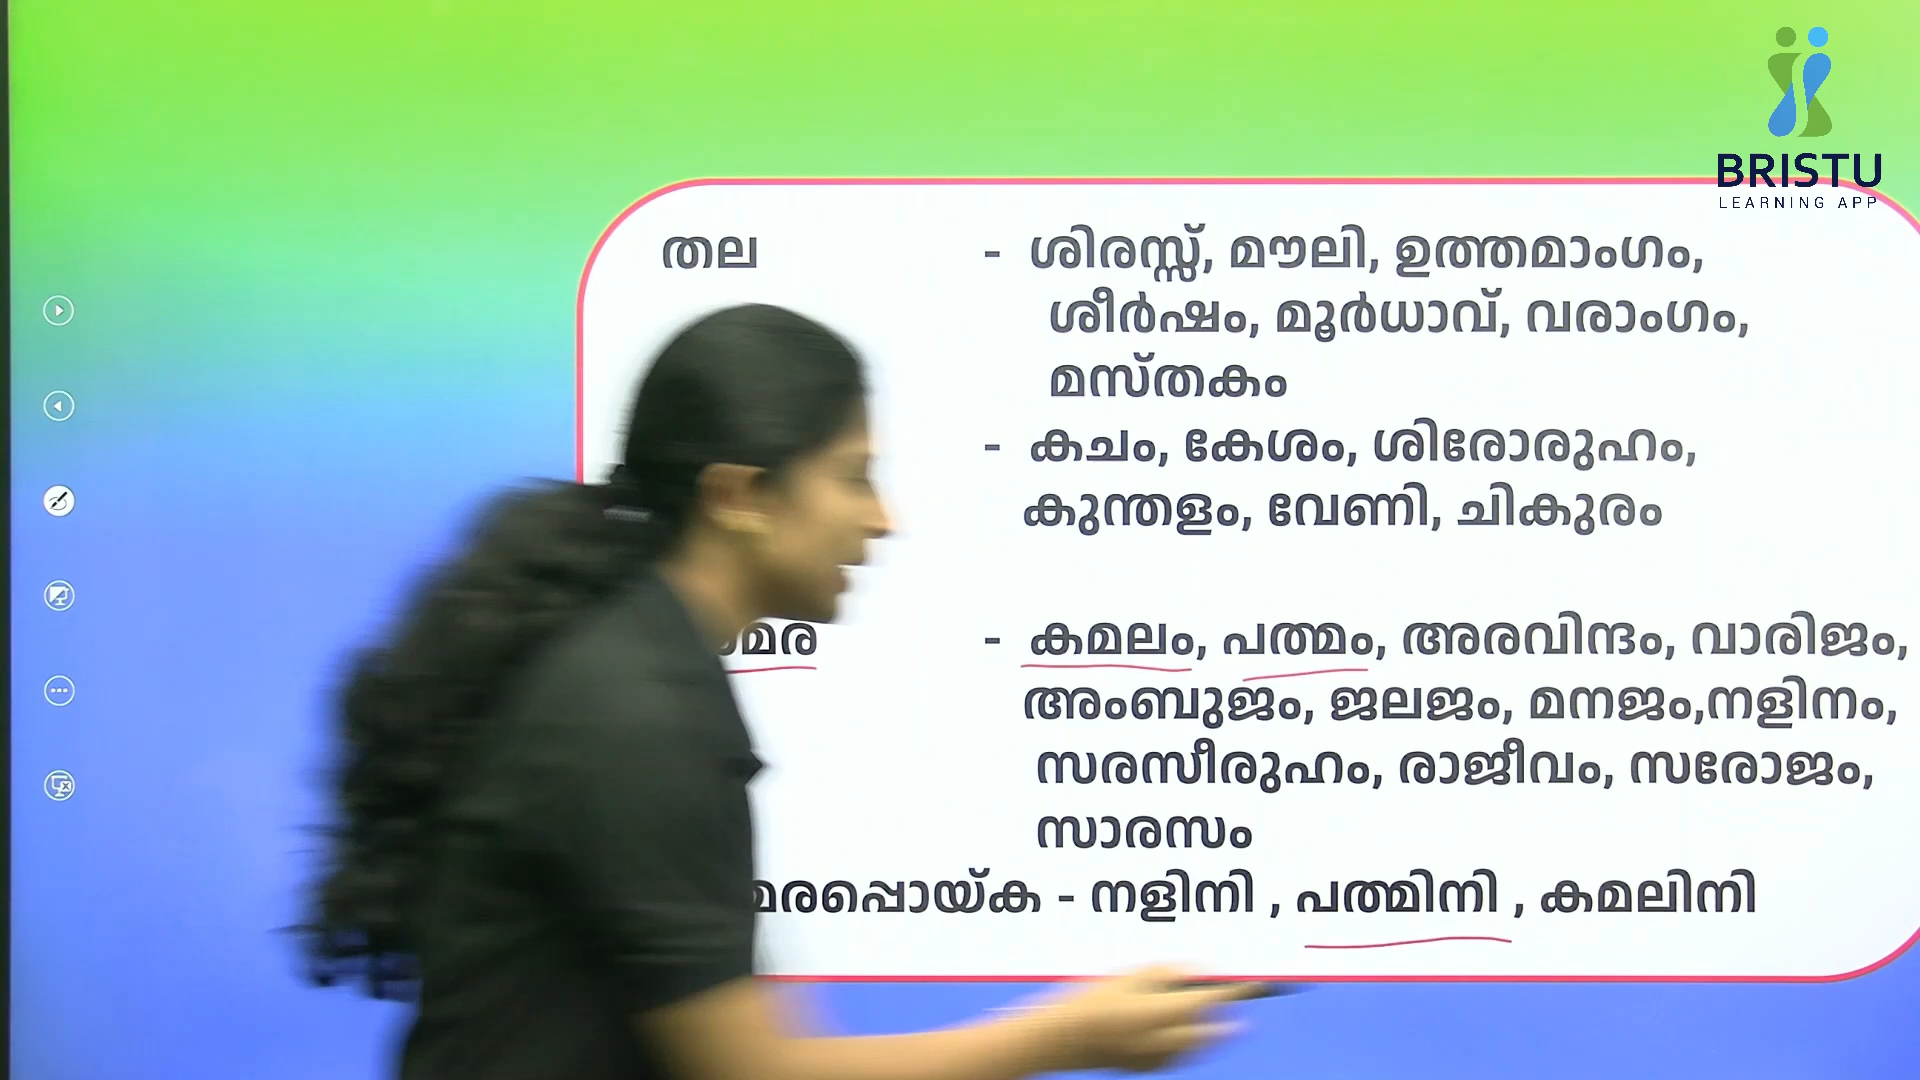 BRISTU
LEARNING APP
തല - ശിരസ്സ്, മൗലി, ഉത്തമാംഗം,
ശീർഷം, മൂർധാവ്, വരാംഗം,
മസ്തകം
- കചം, കേശം, ശിരോരുഹം,
കുന്തളം, വേണി, ചികുരം
- കമലം, പത്മം, അരവിന്ദം, വാരിജം,
അംബുജം, ജലജം, മനജം,നളിനം,
സരസീരുഹം, രാജീവം, സരോജം,
സാരസം
- നളിനി , പത്മിനി , കമലിനി